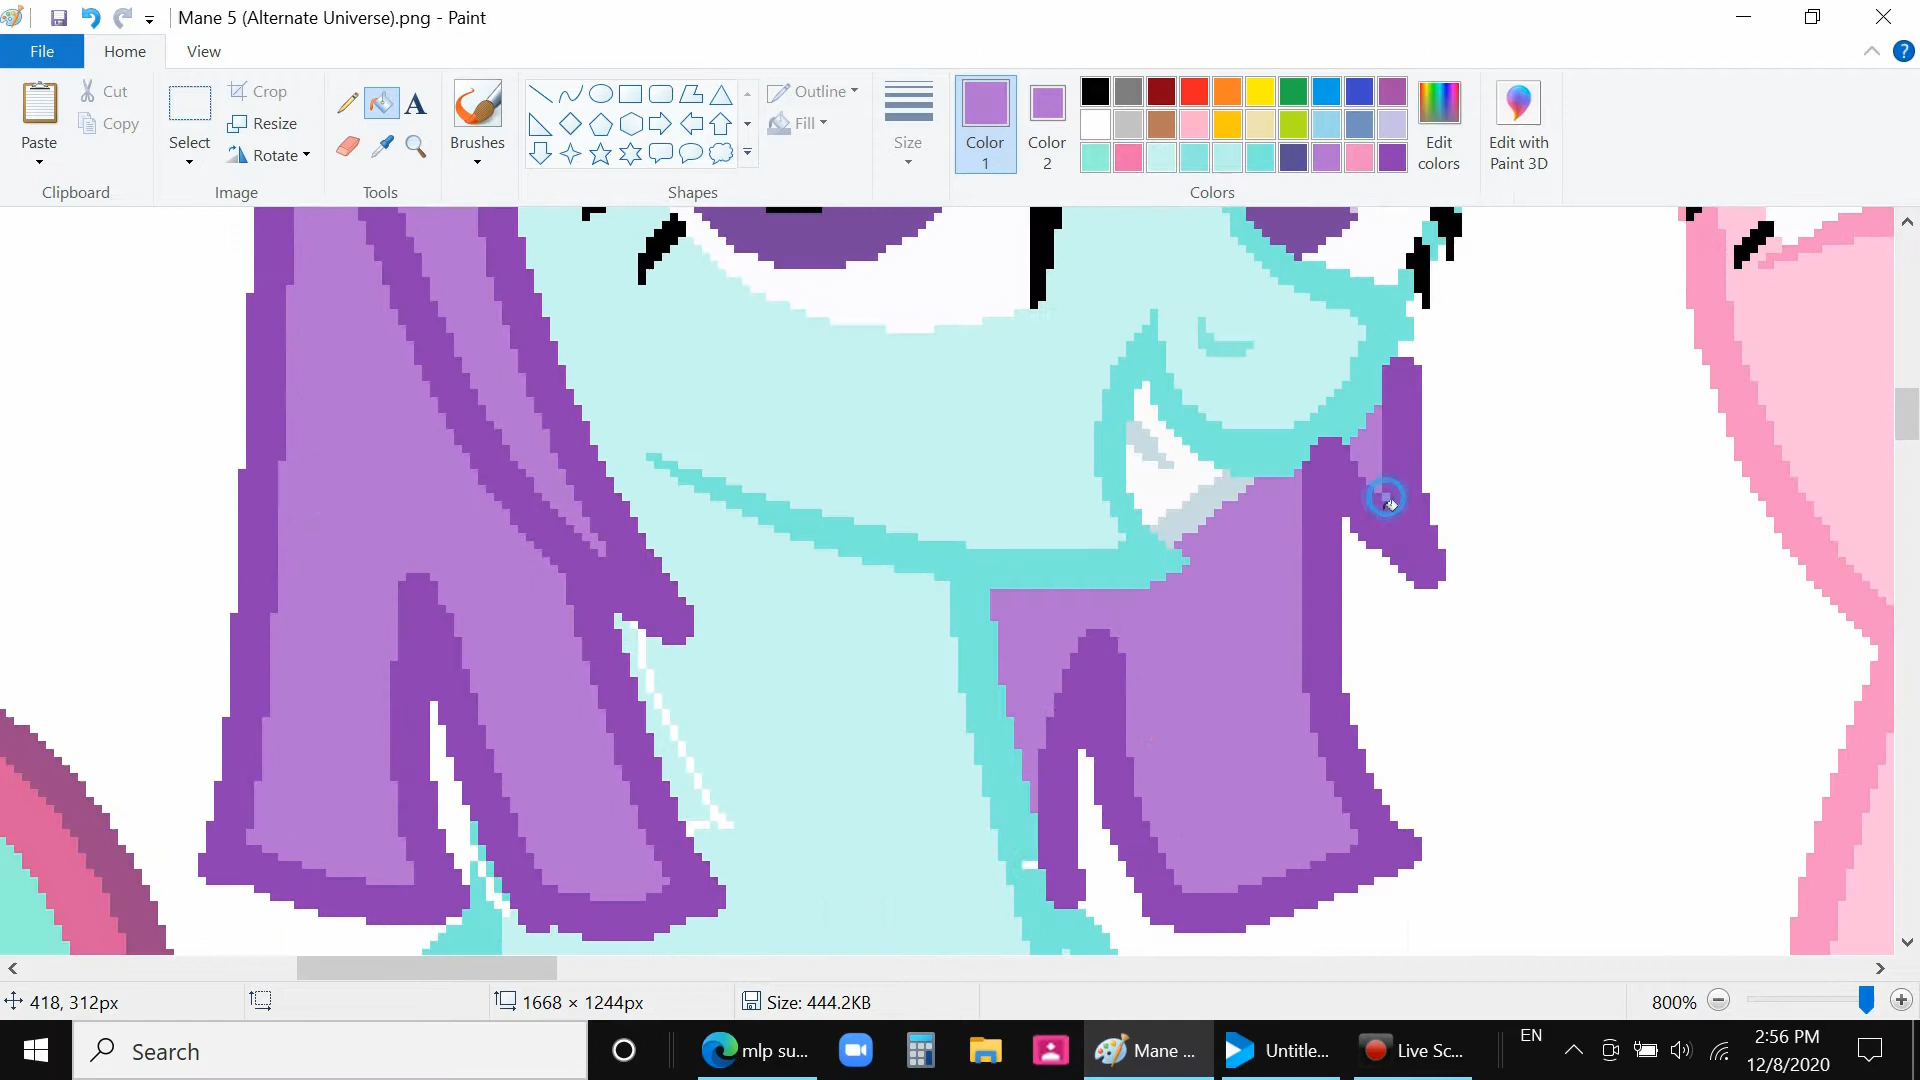 Mane 5 (Alternate Universe).png - Paint
File Home View
Paste
Cut
Copy
Clipboard
Select
Crop
Resize
Rotate
Image
A
Tools
Brushes
Outline
Fill
Shapes
Size
Color 1
Color 2
Edit colors
Colors
Edit with Paint 3D
418, 312px
1668 × 1244px
Size: 444.2KB
800%
Search
mlp su...
Mane ...
Untitle...
Live Sc...
EN
2:56 PM
12/8/2020